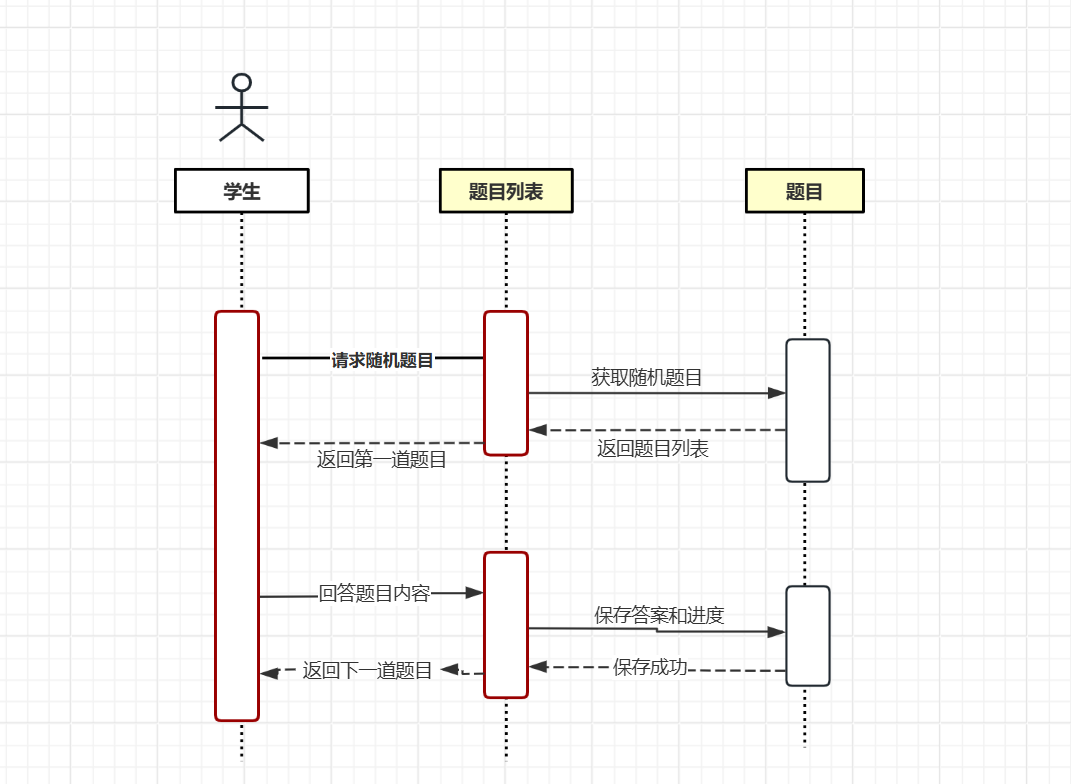 学生
题目列表
题目
请求随机题目
获取随机题目
返回题目列表
返回第一道题目
回答题目内容
保存答案和进度
保存成功
返回下一道题目